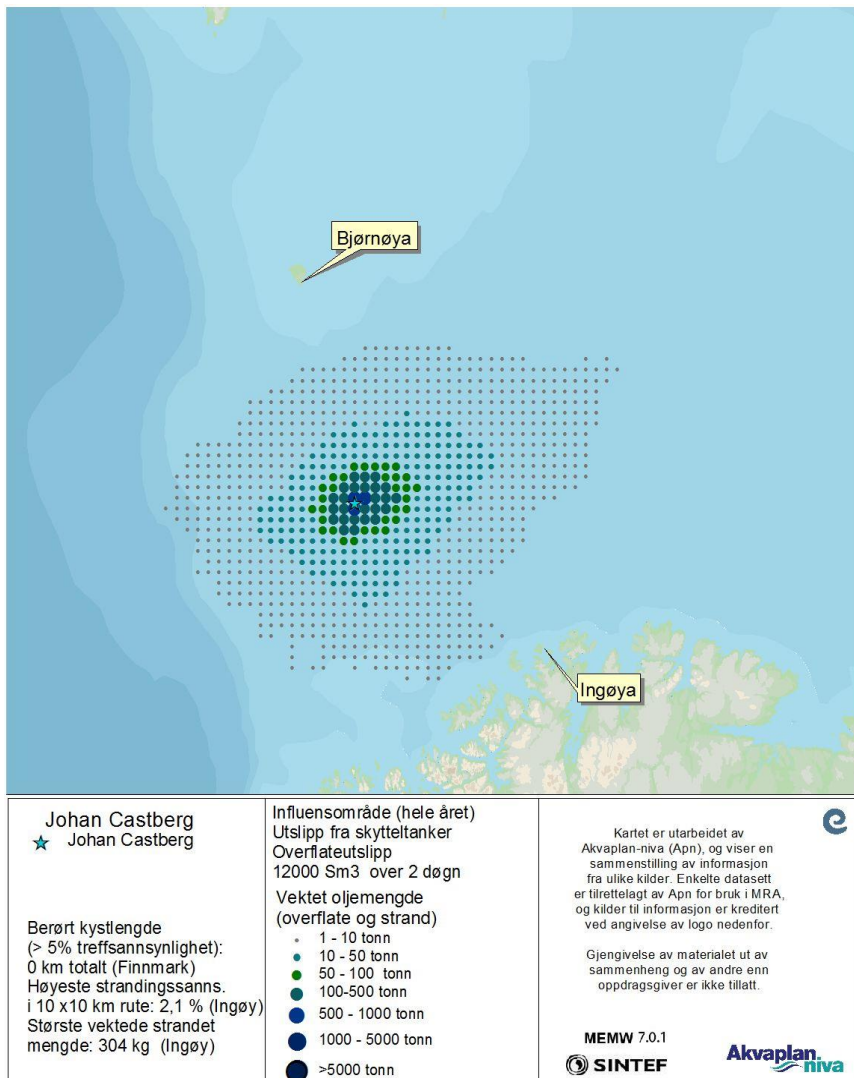 Bjørnøya
Ingøya
Johan Castberg
Johan Castberg
Berørt kystlengde
(> 5% treffsannsynlighet):
0 km totalt (Finnmark)
Høyeste strandingssanns.
i 10 x10 km rute: 2,1 % (Ingøy)
Største vektede strandet
mengde: 304 kg (Ingøy)
Influensområde (hele året)
Utslipp fra skytteltanker
Overflateutslipp
12000 Sm3 over 2 døgn
Vektet oljemengde
(overflate og strand)
1 - 10 tonn
10 - 50 tonn
50 - 100 tonn
100-500 tonn
500 - 1000 tonn
1000 - 5000 tonn
>5000 tonn
Kartet er utarbeidet av
Akvaplan-niva (Apn), og viser en
sammenstilling av informasjon
fra ulike kilder. Enkelte datasett
er tilrettelagt av Apn for bruk i MRA,
og kilder til informasjon er kreditert
ved angivelse av logo nedenfor.
Gjengivelse av materialet ut av
sammenheng og av andre enn
oppdragsgiver er ikke tillatt.
MEMW 7.0.1
SINTEF
Akvaplan
niva